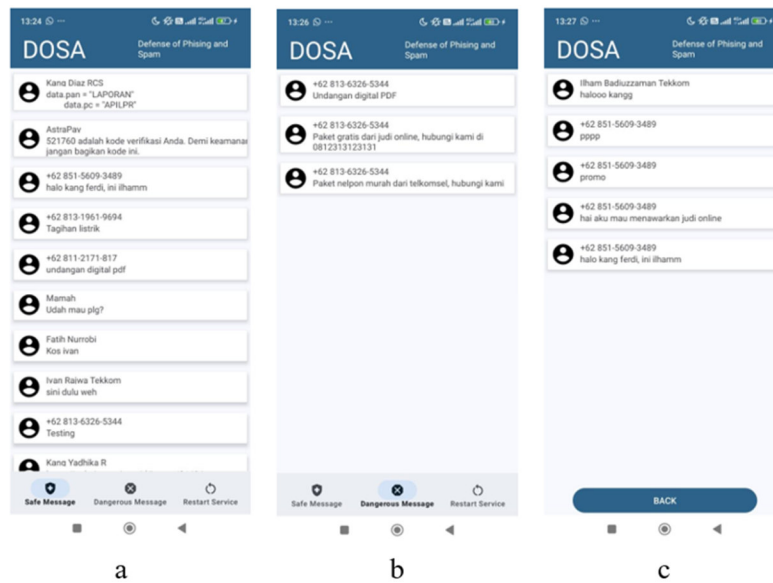 13:24
DOSA
Defense of Phising and
Spam
Kang Diaz RCS
data.pan = "LAPORAN"
data.pc = "APILPR"
AstraPay
521760 adalah kode verifikasi Anda. Demi keamanan
jangan bagikan kode ini.
+62 851-5609-3489
halo kang ferdi, ini ilhamm
+62 813-1961-9694
Tagihan listrik
+62 811-2171-817
undangan digital pdf
Mamah
Udah mau plg?
Fatih Nurrobi
Kos ivan
Ivan Raiwa Tekkom
sini dulu weh
+62 813-6326-5344
Testing
Kang Yadhika R
Safe Message
Dangerous Message
Restart Service
a
13:26
DOSA
Defense of Phising and
Spam
+62 813-6326-5344
Undangan digital PDF
+62 813-6326-5344
Paket gratis dari judi online, hubungi kami di
0812313123131
+62 813-6326-5344
Paket nelpon murah dari telkomsel, hubungi kami
Safe Message
Dangerous Message
Restart Service
b
13:27
DOSA
Defense of Phising and
Spam
Ilham Badiuzzaman Tekkom
halooo kangg
+62 851-5609-3489
pppp
+62 851-5609-3489
promo
+62 851-5609-3489
hai aku mau menawarkan judi online
+62 851-5609-3489
halo kang ferdi, ini ilhamm
BACK
c